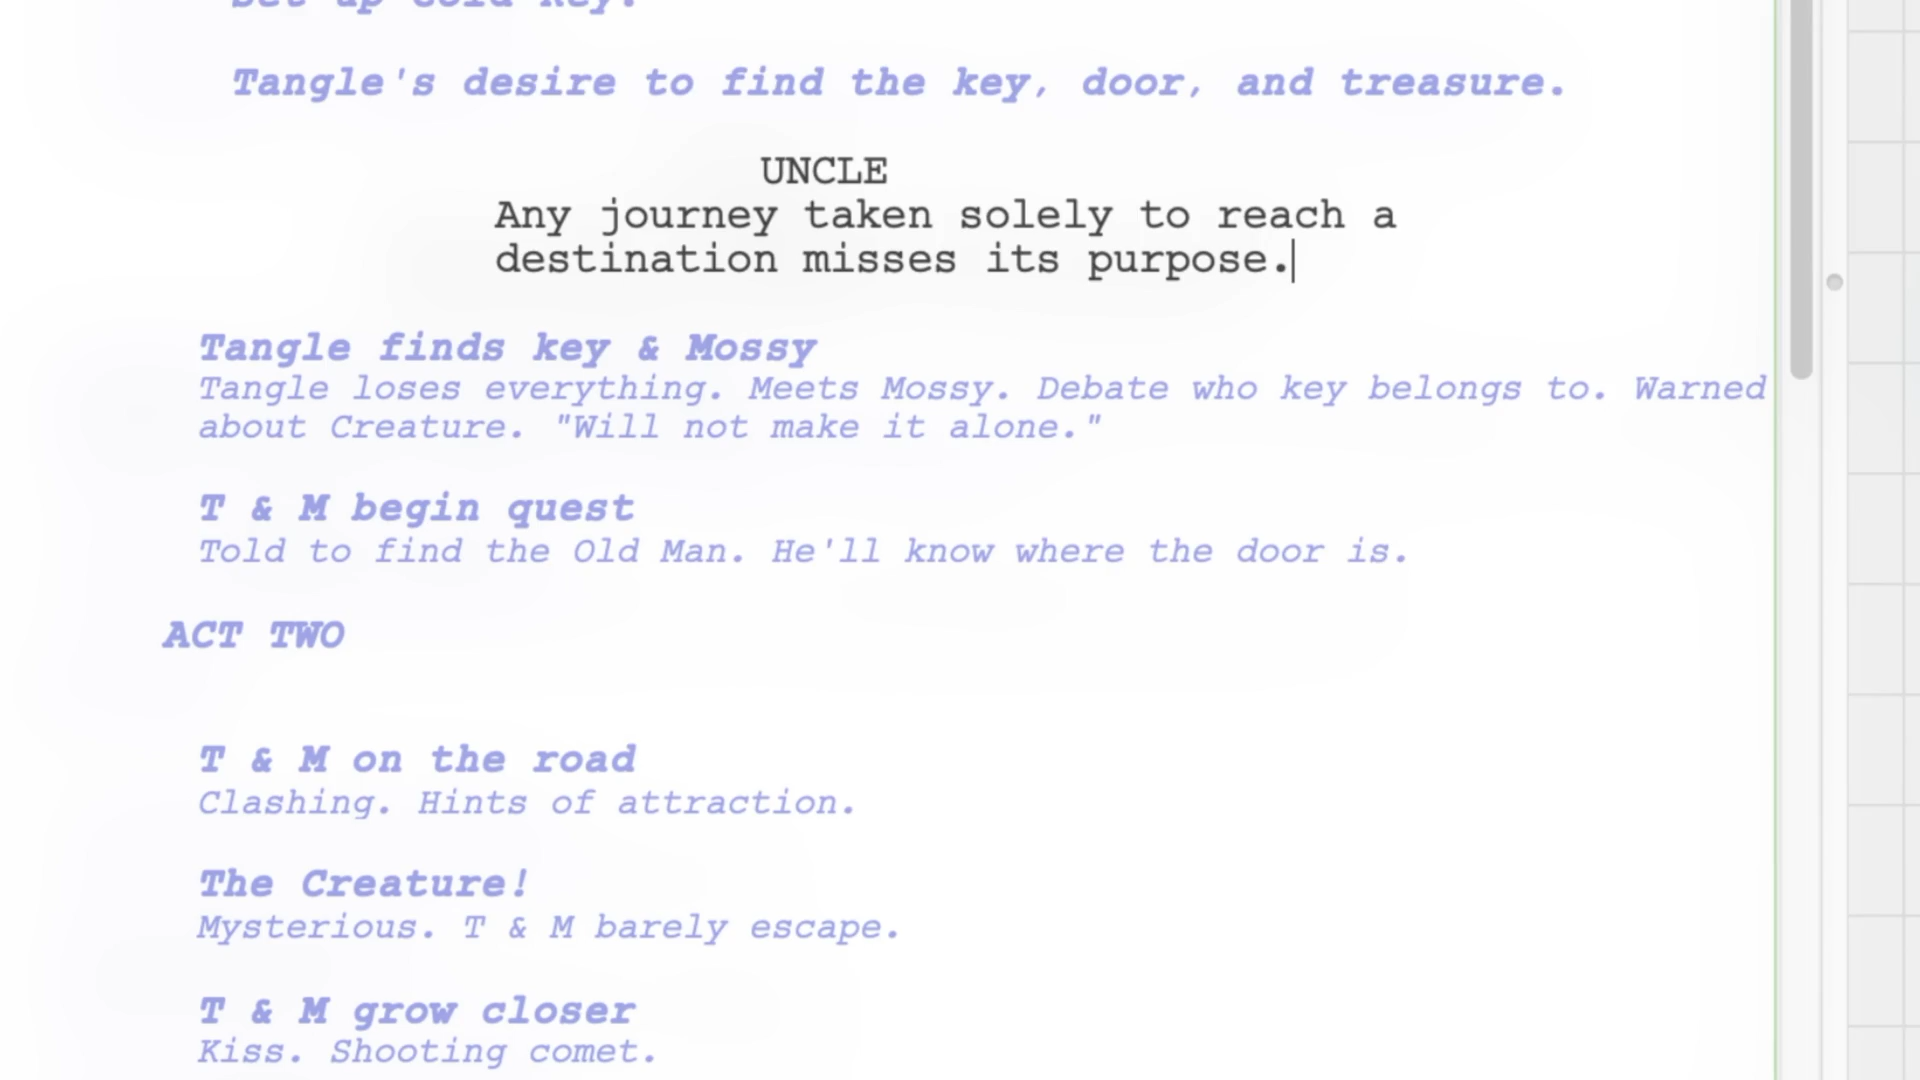 Set up Gold Key.
Tangle's desire to find the key, door, and treasure.
UNCLE
Any journey taken solely to reach a
destination misses its purpose.
Tangle finds key & Mossy
Tangle loses everything. Meets Mossy. Debate who key belongs to. Warned
about Creature. "Will not make it alone."
T & M begin quest
Told to find the Old Man. He'll know where the door is.
ACT TWO
T & M on the road
Clashing. Hints of attraction.
The Creature!
Mysterious. T & M barely escape.
T & M grow closer
Kiss. Shooting comet.